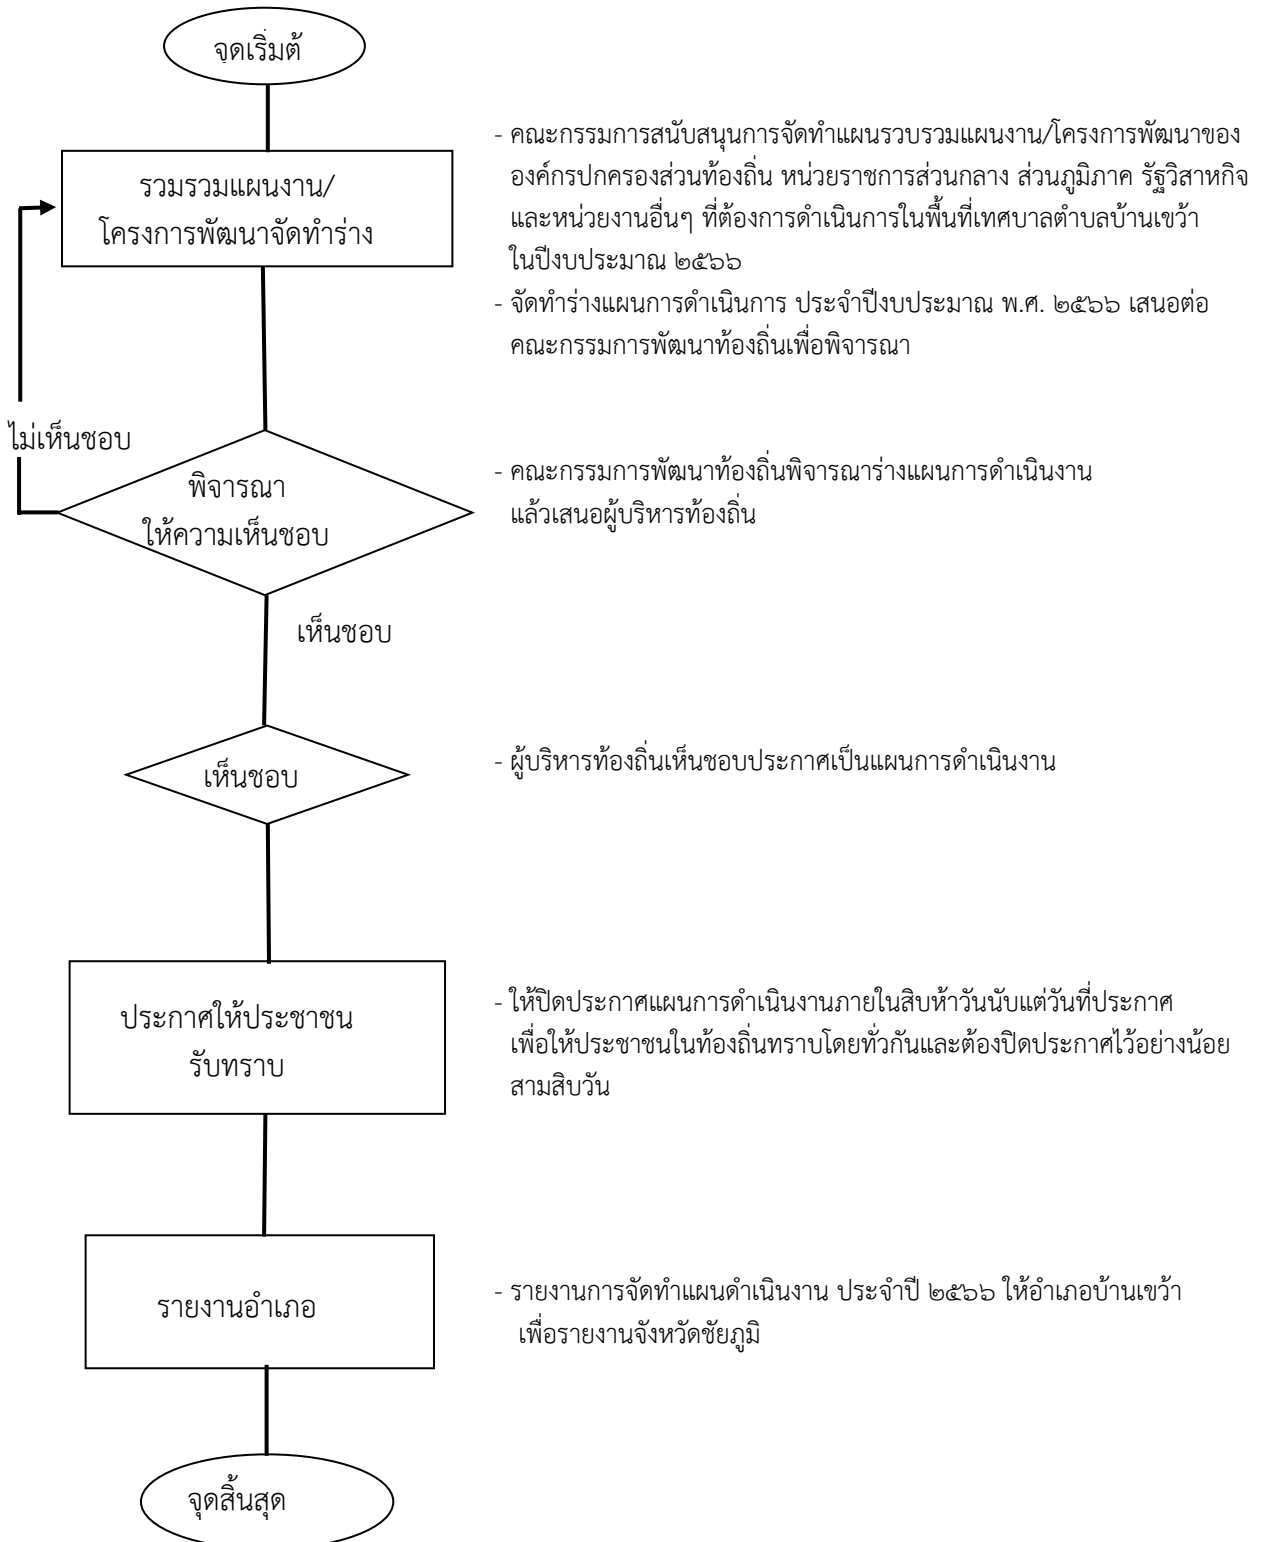 จุดเริ่มต้
รวมรวมแผนงาน/
โครงการพัฒนาจัดทำร่าง
- คณะกรรมการสนับสนุนการจัดทำแผนรวบรวมแผนงาน/โครงการพัฒนาของ
องค์กรปกครองส่วนท้องถิ่น หน่วยราชการส่วนกลาง ส่วนภูมิภาค รัฐวิสาหกิจ
และหน่วยงานอื่นๆ ที่ต้องการดำเนินการในพื้นที่เทศบาลตำบลบ้านเขว้า
ในปีงบประมาณ ๒๕๖๖
- จัดทำร่างแผนการดำเนินการ ประจำปีงบประมาณ พ.ศ. ๒๕๖๖ เสนอต่อ
คณะกรรมการพัฒนาท้องถิ่นเพื่อพิจารณา
ไม่เห็นชอบ
พิจารณา
ให้ความเห็นชอบ
- คณะกรรมการพัฒนาท้องถิ่นพิจารณาร่างแผนการดำเนินงาน
แล้วเสนอผู้บริหารท้องถิ่น
เห็นชอบ
เห็นชอบ
- ผู้บริหารท้องถิ่นเห็นชอบประกาศเป็นแผนการดำเนินงาน
ประกาศให้ประชาชน
รับทราบ
- ให้ปิดประกาศแผนการดำเนินงานภายในสิบห้าวันนับแต่วันที่ประกาศ
เพื่อให้ประชาชนในท้องถิ่นทราบโดยทั่วกันและต้องปิดประกาศไว้อย่างน้อย
สามสิบวัน
รายงานอำเภอ
- รายงานการจัดทำแผนดำเนินงาน ประจำปี ๒๕๖๖ ให้อำเภอบ้านเขว้า
เพื่อรายงานจังหวัดชัยภูมิ
จุดสิ้นสุด